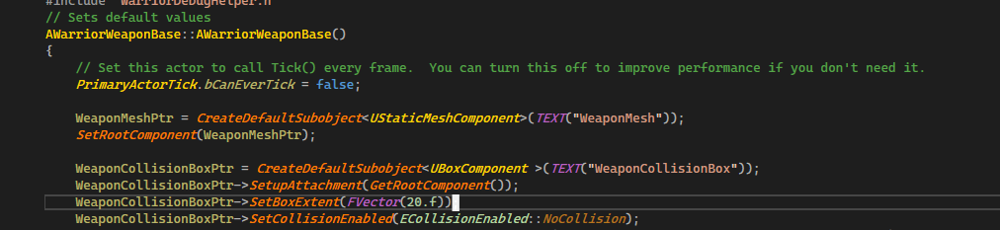 #include "WarriorDebugHelper.h"
// Sets default values
AWarriorWeaponBase::AWarriorWeaponBase()
{
// Set this actor to call Tick() every frame.  You can turn this off to improve performance if you don't need it.
PrimaryActorTick.bCanEverTick = false;
WeaponMeshPtr = CreateDefaultSubobject<UStaticMeshComponent>(TEXT("WeaponMesh"));
SetRootComponent(WeaponMeshPtr);
WeaponCollisionBoxPtr = CreateDefaultSubobject<UBoxComponent >(TEXT("WeaponCollisionBox"));
WeaponCollisionBoxPtr->SetupAttachment(GetRootComponent());
WeaponCollisionBoxPtr->SetBoxExtent(FVector(20.f))
WeaponCollisionBoxPtr->SetCollisionEnabled(ECollisionEnabled::NoCollision);